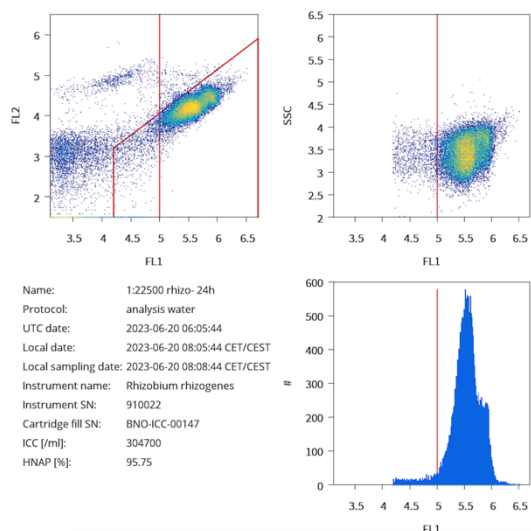 6
5
4
3
2
FL2
3.5 4 4.5 5 5.5 6 6.5
FL1
6.5
6
5.5
5
4.5
4
3.5
3
2.5
2
SSC
3.5 4 4.5 5 5.5 6 6.5
FL1
Name: 1:22500 rhizo- 24h
Protocol: analysis water
UTC date: 2023-06-20 06:05:44
Local date: 2023-06-20 08:05:44 CET/CEST
Local sampling date: 2023-06-20 08:08:44 CET/CEST
Instrument name: Rhizobium rhizogenes
Instrument SN: 910022
Cartridge fill SN: BNO-ICC-00147
ICC [/ml]: 304700
HNAP [%]: 95.75
600
500
400
300
200
100
0
#
3.5 4 4.5 5 5.5 6 6.5
FL1